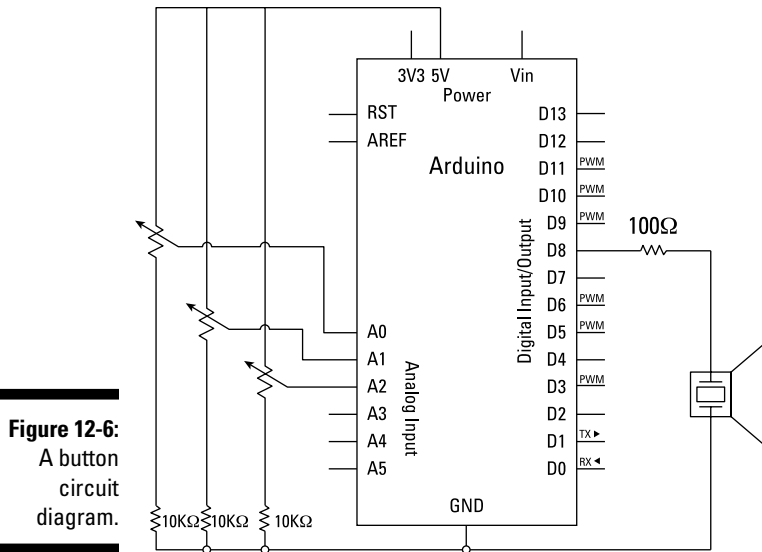 3V3 5V
Vin
Power
RST
AREF
Arduino
D13
D12
D11 PWM
D10 PWM
D9 PWM
D8
D7
D6 PWM
D5 PWM
D4
D3 PWM
D2
D1 TX ►
D0 RX ◄
Digital Input/Output
100Ω
A0
A1
A2
A3
A4
A5
Analog Input
GND
10KΩ
10KΩ
10KΩ
Figure 12-6:
A button
circuit
diagram.